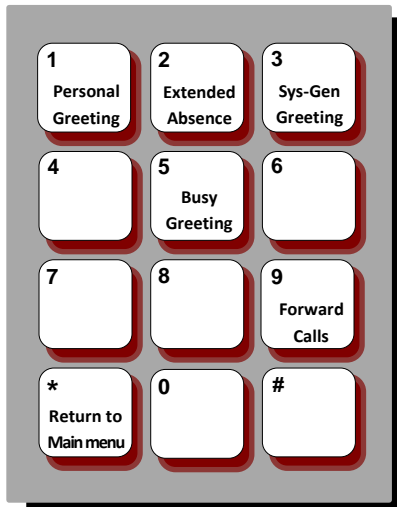 1
Personal
Greeting
2
Extended
Absence
3
Sys-Gen
Greeting
4
5
Busy
Greeting
6
7
8
9
Forward
Calls
*
Return to
Main menu
0
#